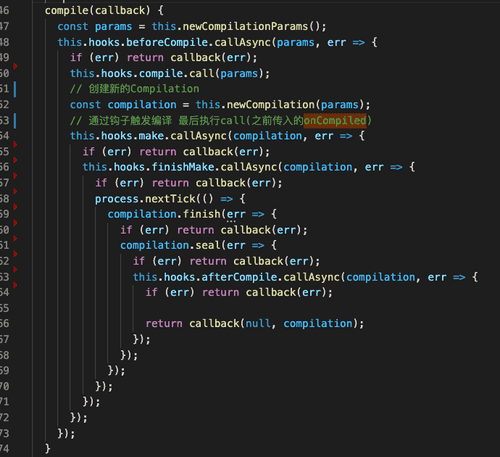 46 compile(callback) {
47 const params = this.newCompilationParams();
48 this.hooks.beforeCompile.callAsync(params, err => {
49 if (err) return callback(err);
50 this.hooks.compile.call(params);
51 // 创建新的Compilation
52 const compilation = this.newCompilation(params);
53 // 通过钩子触发编译 最后执行call(之前传入的onCompiled)
54 this.hooks.make.callAsync(compilation, err => {
55 if (err) return callback(err);
56 this.hooks.finishMake.callAsync(compilation, err => {
57 if (err) return callback(err);
58 process.nextTick(() => {
59 compilation.finish(err => {
60 if (err) return callback(err);
61 compilation.seal(err => {
62 if (err) return callback(err);
63 this.hooks.afterCompile.callAsync(compilation, err => {
64 if (err) return callback(err);
65
66 return callback(null, compilation);
67 });
68 });
69 });
70 });
71 });
72 });
73 });
74 }